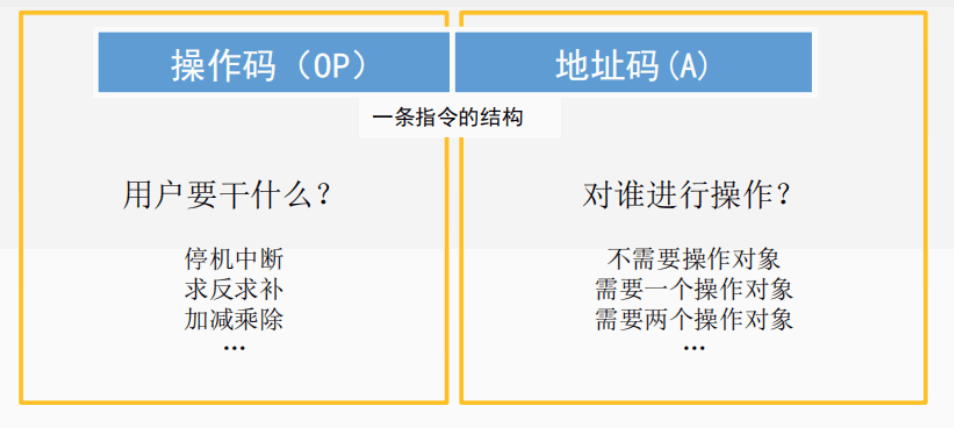 操作码（OP）
地址码(A)
一条指令的结构
用户要干什么？
停机中断
求反求补
加减乘除
…
对谁进行操作？
不需要操作对象
需要一个操作对象
需要两个操作对象
…